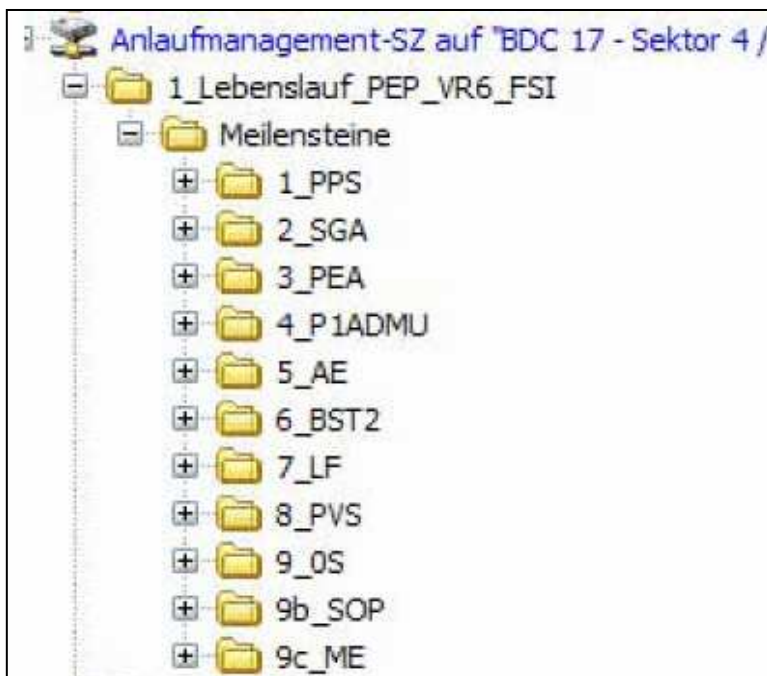 Anlaufmanagement-SZ auf "BDC 17 - Sektor 4 /
1_Lebenslauf_PEP_VR6_FSI
Meilensteine
1_PPS
2_SGA
3_PEA
4_P1ADMU
5_AE
6_BST2
7_LF
8_PVS
9_0S
9b_SOP
9c_ME